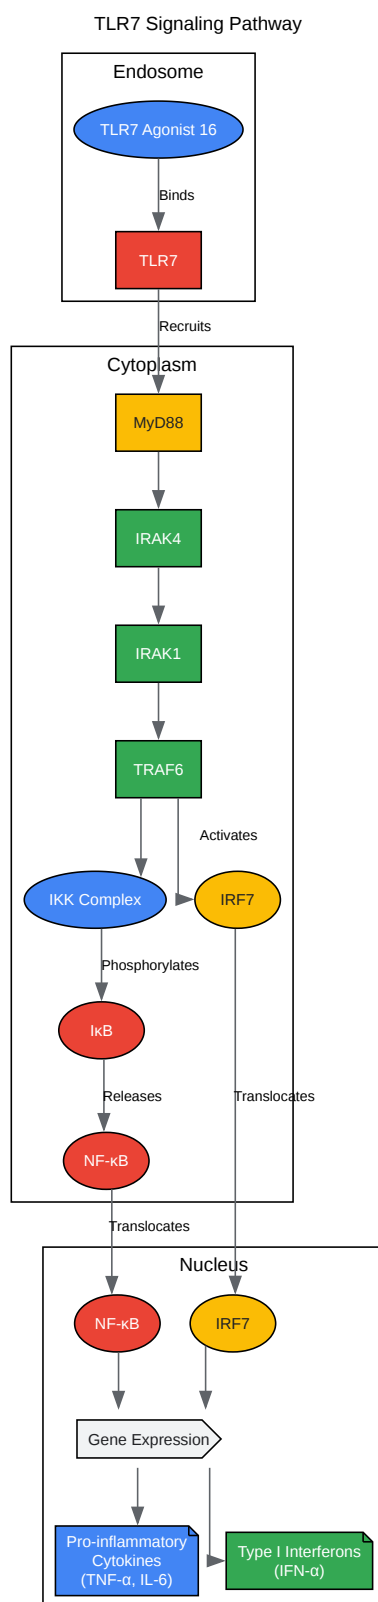 TLR7 Signaling Pathway
Endosome
TLR7 Agonist 16
Binds
TLR7
Recruits
Cytoplasm
MyD88
IRAK4
IRAK1
TRAF6
Activates
IKK Complex
IRF7
Phosphorylates
IκB
Releases
Translocates
NF-κB
Translocates
Nucleus
NF-κB
IRF7
Gene Expression
Pro-inflammatory
Cytokines
(TNF-α, IL-6)
Type I Interferons
(IFN-α)